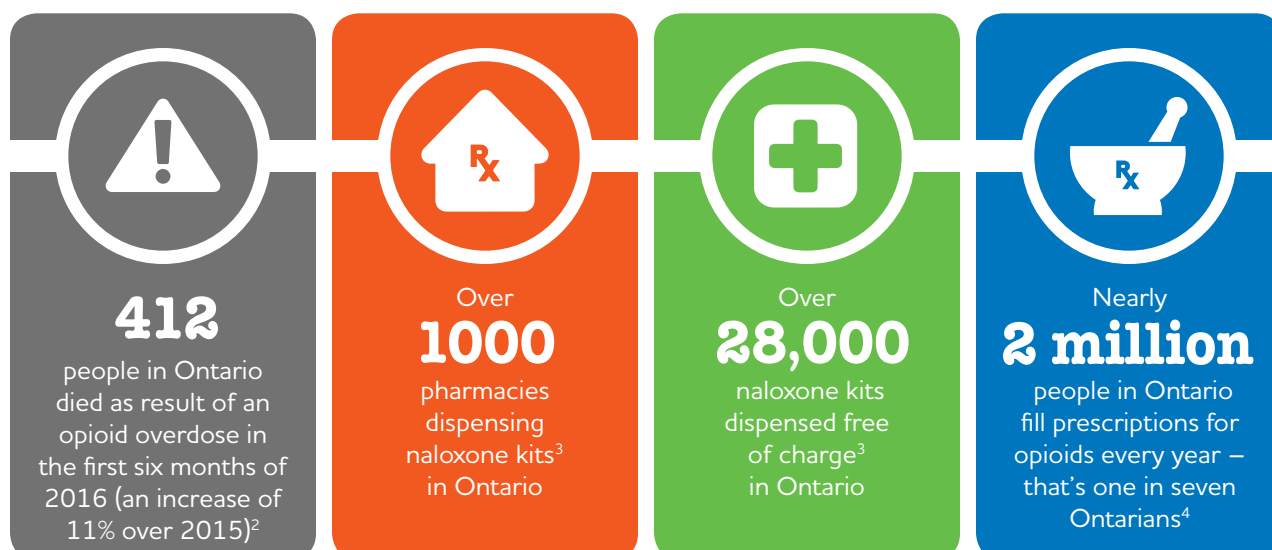 Rx
Rx
412
people in Ontario
died as result of an
opioid overdose in
the first six months of
2016 (an increase of
11% over 2015)2
Over
1000
pharmacies
dispensing
naloxone kits3
in Ontario
Over
28,000
naloxone kits
dispensed free
of charge3
in Ontario
Nearly
2 million
people in Ontario
fill prescriptions for
opioids every year –
that's one in seven
Ontarians4